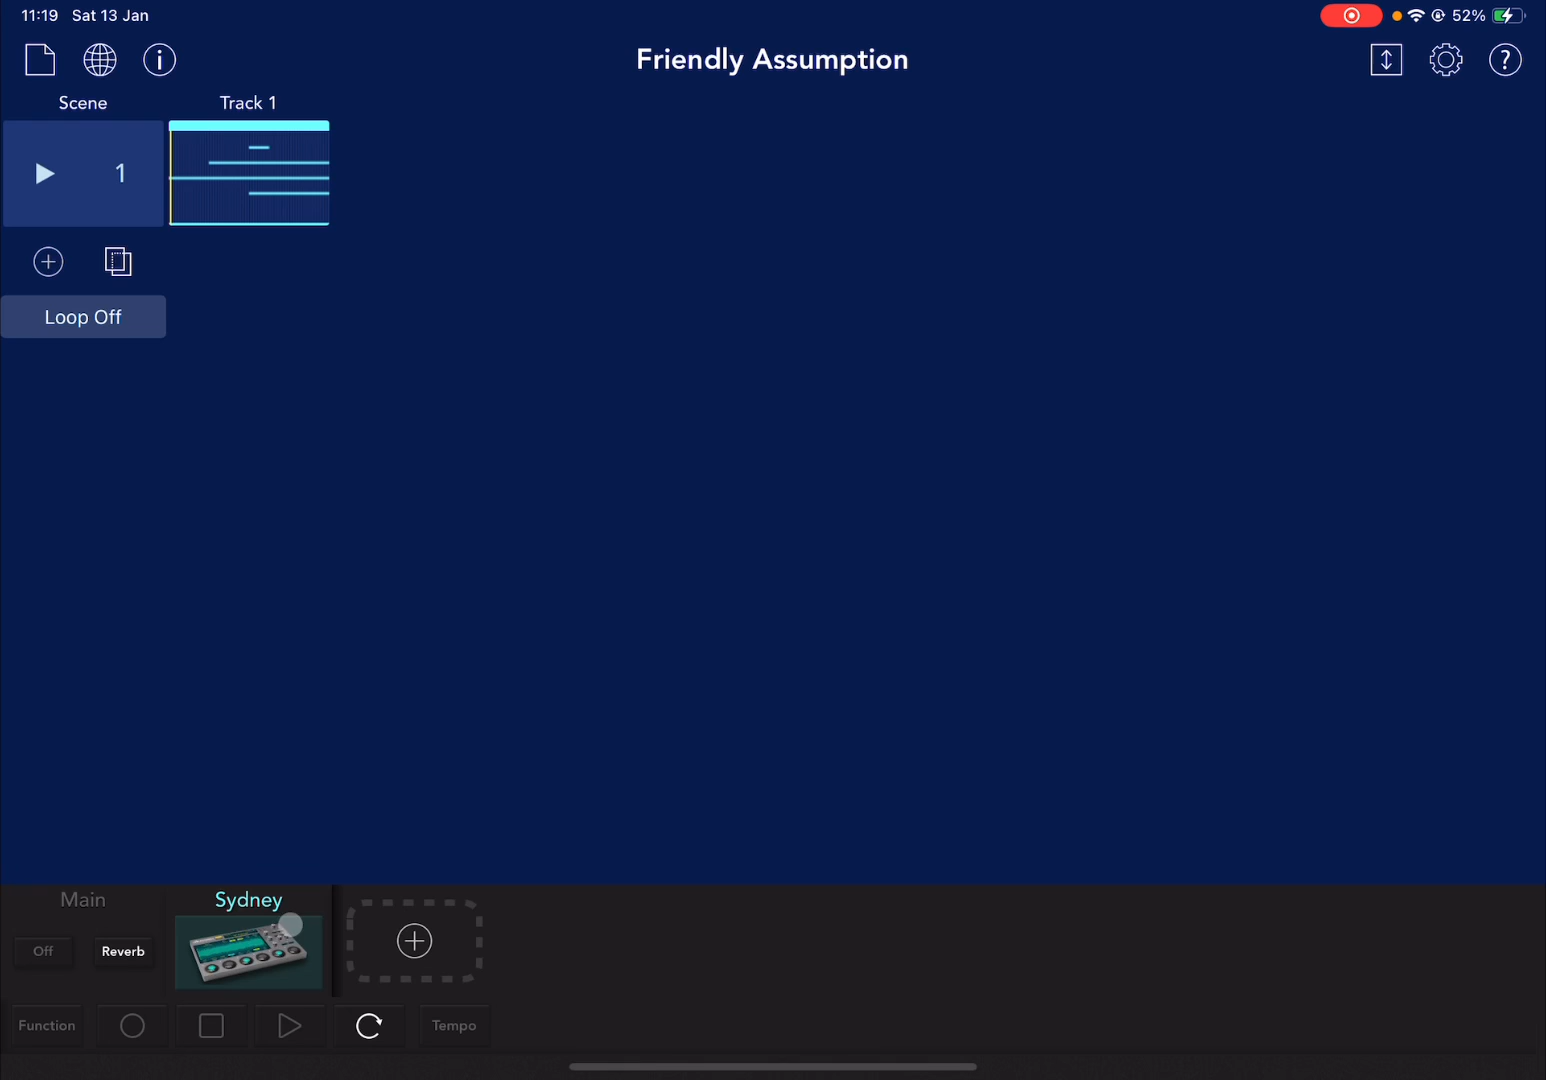 11:19 Sat 13 Jan
52%
Friendly Assumption
Scene
Track 1
1
Loop Off
Main
Sydney
Off
Reverb
Function
Tempo